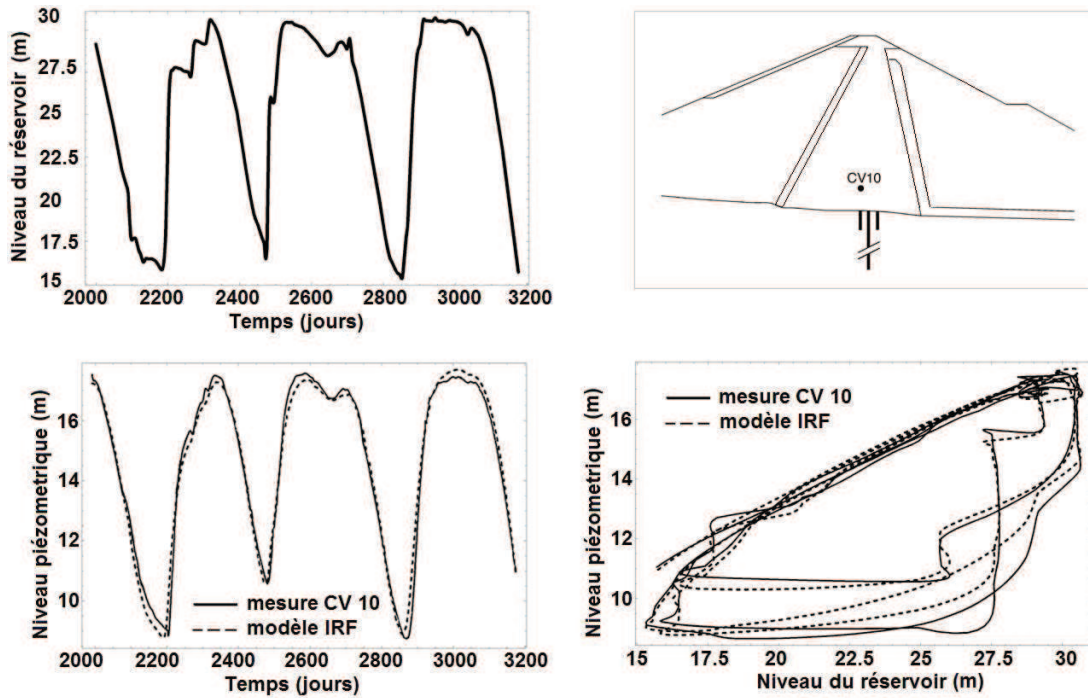 Niveau du réservoir (m)
30
27.5
25
22.5
20
17.5
15
2000 2200 2400 2600 2800 3000 3200
Temps (jours)
CV10
Niveau piézometrique (m)
16
14
12
10
mesure CV 10
modèle IRF
2000 2200 2400 2600 2800 3000 3200
Temps (jours)
Niveau piézometrique (m)
16
14
12
10
mesure CV 10
modèle IRF
15 17.5 20 22.5 25 27.5 30
Niveau du réservoir (m)